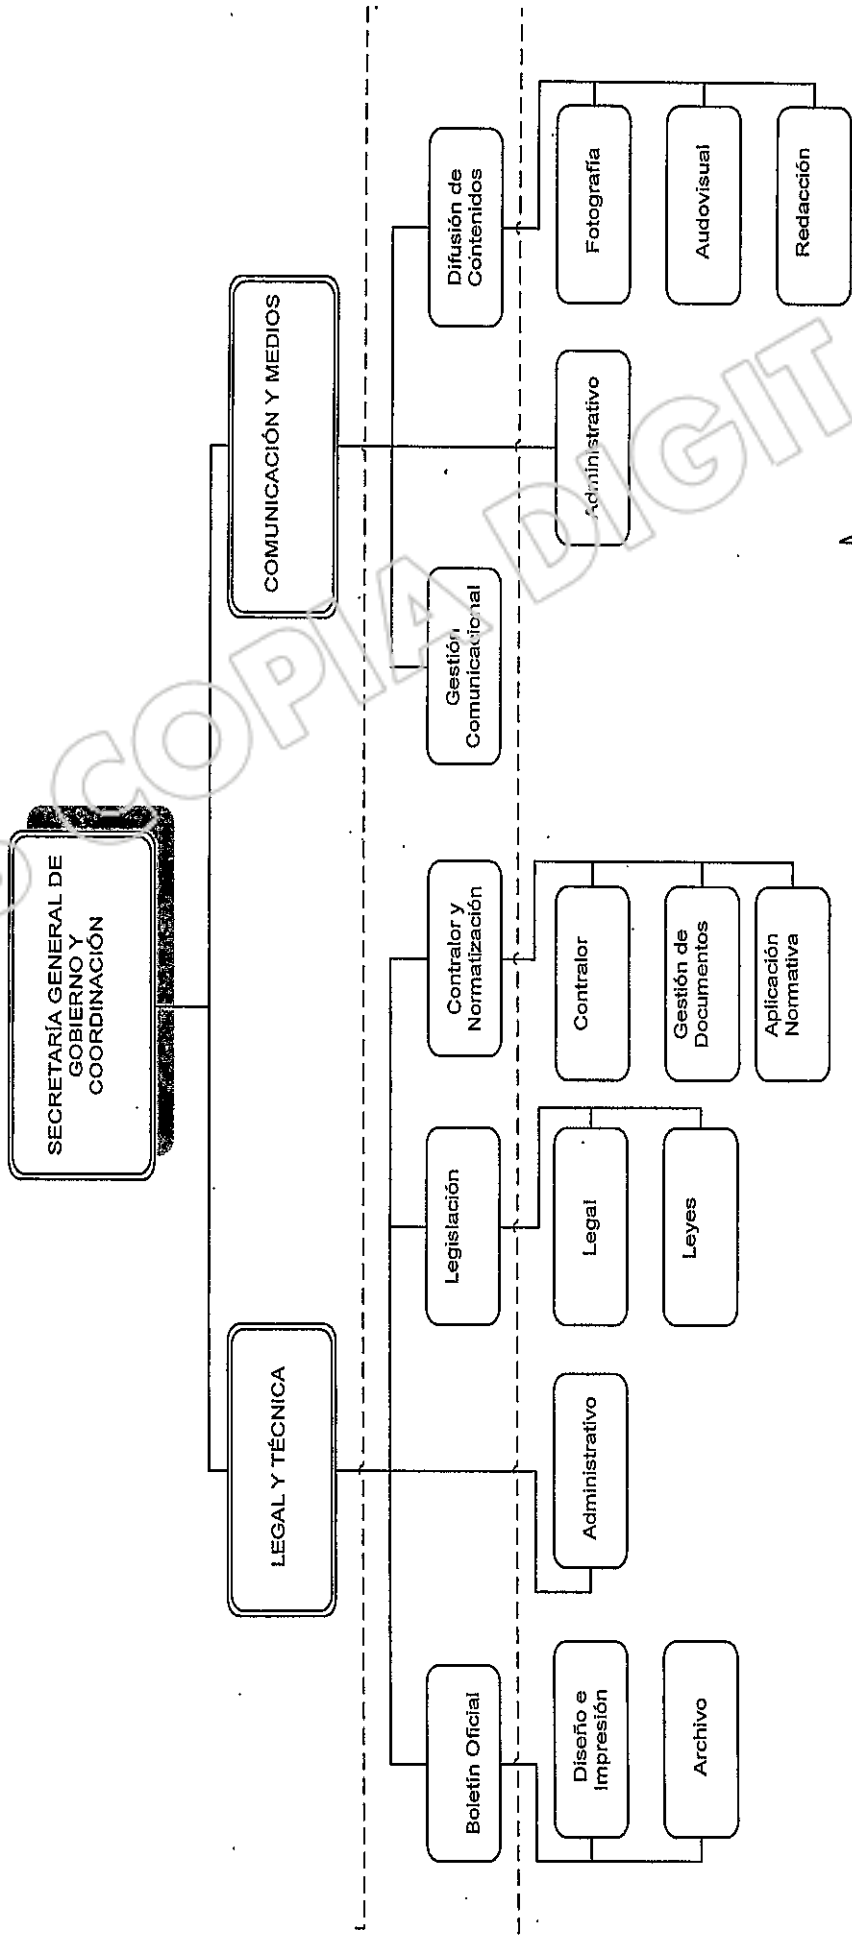 SECRETARÍA GENERAL DE
GOBIERNO Y
COORDINACIÓN
LEGAL Y TÉCNICA
COMUNICACIÓN Y MEDIOS
Boletín Oficial
Legislación
Contralor y
Normatización
Gestión
Comunicacional
Difusión de
Contenidos
Diseño e
Impresión
Archivo
Administrativo
Legal
Leyes
Contralor
Gestión de
Documentos
Aplicación
Normativa
Administrativo
Fotografía
Audovisual
Redacción
COPIA DIGIT